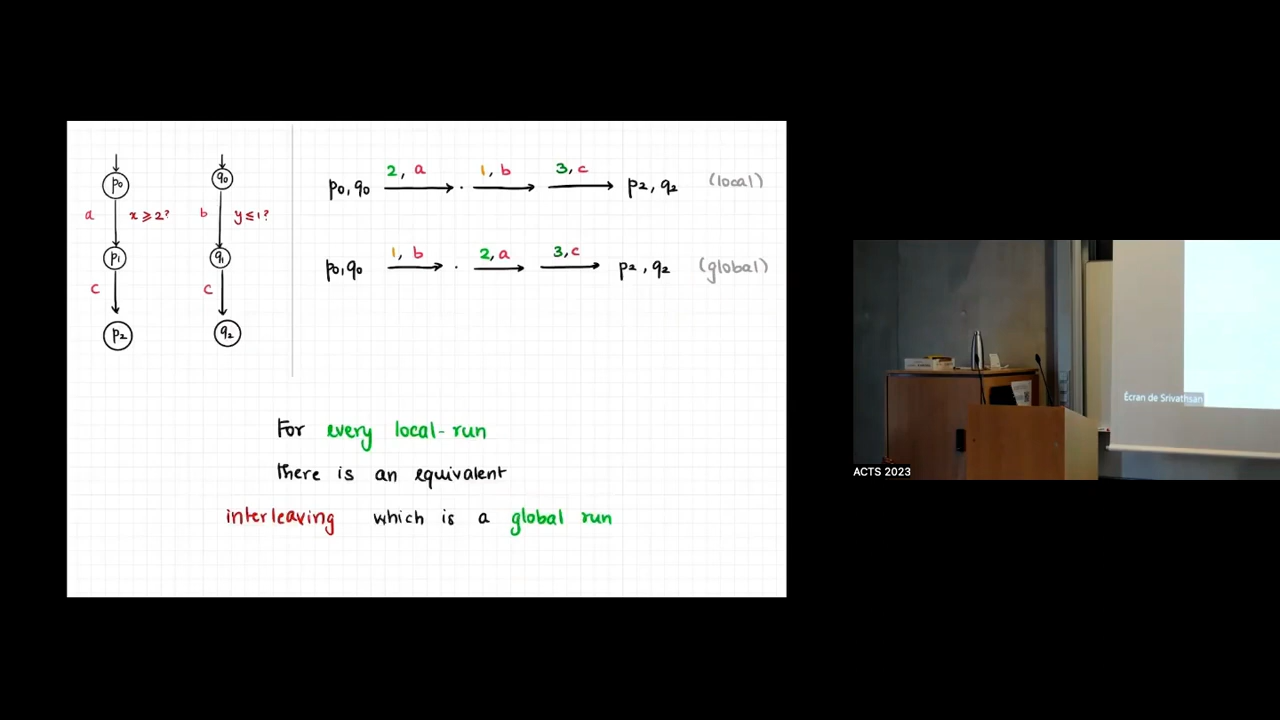 p0
a x ⩾ 2?
p1
c
p2
q0
b y ⩽ 1?
q1
c
q2
p0, q0 2, a 1, b 3, c p2, q2 (local)
p0, q0 1, b 2, a 3, c p2, q2 (global)
For every local-run
there is an equivalent
interleaving which is a global run
Écran de Srivathsan
ACTS 2023